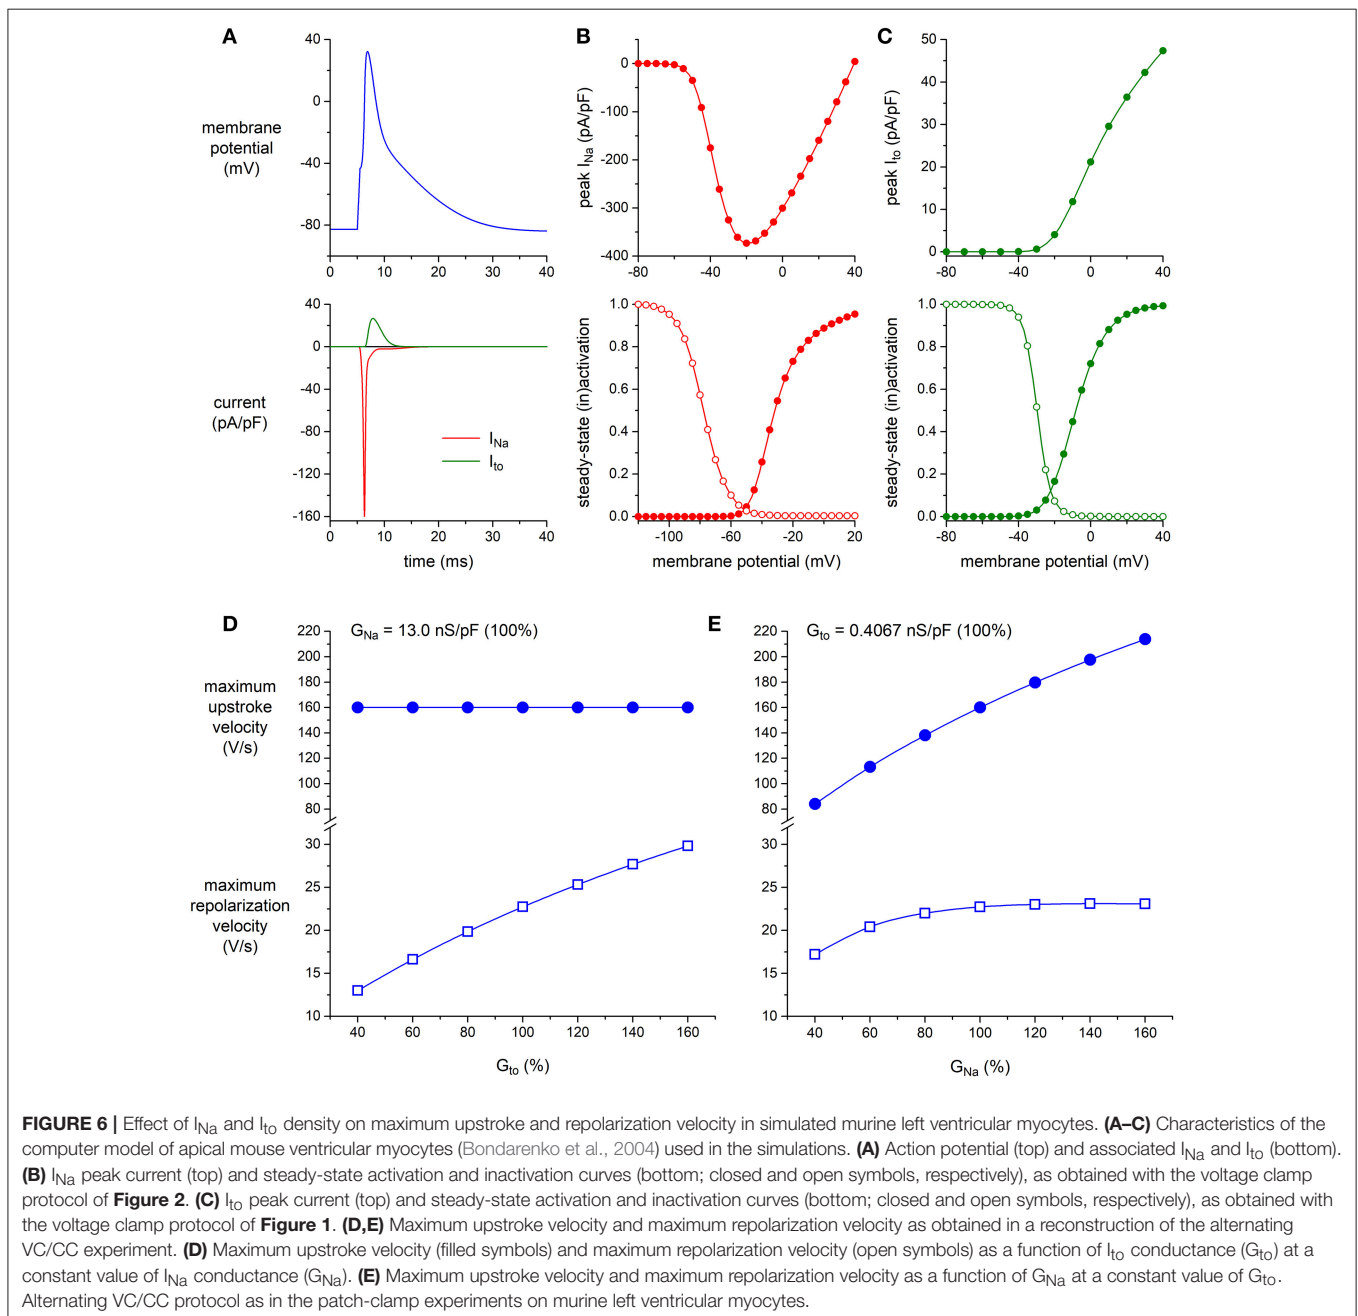 A
B
C
40
0
-40
-80
membrane
potential
(mV)
0 10 20 30 40
0
-100
-200
-300
-400
peak INa (pA/pF)
-80 -40 0 40
50
40
30
20
10
0
peak Ito (pA/pF)
-80 -40 0 40
40
0
-40
-80
-120
-160
current
(pA/pF)
INa
Ito
0 10 20 30 40
time (ms)
1.0
0.8
0.6
0.4
0.2
0.0
steady-state (in)activation
-100 -60 -20 20
membrane potential (mV)
1.0
0.8
0.6
0.4
0.2
0.0
steady-state (in)activation
-80 -40 0 40
membrane potential (mV)
D
GNa = 13.0 nS/pF (100%)
220
200
180
160
140
120
100
80
maximum
upstroke
velocity
(V/s)
30
25
20
15
10
maximum
repolarization
velocity
(V/s)
40 60 80 100 120 140 160
Gto (%)
E
Gto = 0.4067 nS/pF (100%)
220
200
180
160
140
120
100
80
30
25
20
15
10
40 60 80 100 120 140 160
GNa (%)
FIGURE 6 | Effect of INa and Ito density on maximum upstroke and repolarization velocity in simulated murine left ventricular myocytes. (A–C) Characteristics of the
computer model of apical mouse ventricular myocytes (Bondarenko et al., 2004) used in the simulations. (A) Action potential (top) and associated INa and Ito (bottom).
(B) INa peak current (top) and steady-state activation and inactivation curves (bottom; closed and open symbols, respectively), as obtained with the voltage clamp
protocol of Figure 2. (C) Ito peak current (top) and steady-state activation and inactivation curves (bottom; closed and open symbols, respectively), as obtained with
the voltage clamp protocol of Figure 1. (D,E) Maximum upstroke velocity and maximum repolarization velocity as obtained in a reconstruction of the alternating
VC/CC experiment. (D) Maximum upstroke velocity (filled symbols) and maximum repolarization velocity (open symbols) as a function of Ito conductance (Gto) at a
constant value of INa conductance (GNa). (E) Maximum upstroke velocity and maximum repolarization velocity as a function of GNa at a constant value of Gto.
Alternating VC/CC protocol as in the patch-clamp experiments on murine left ventricular myocytes.